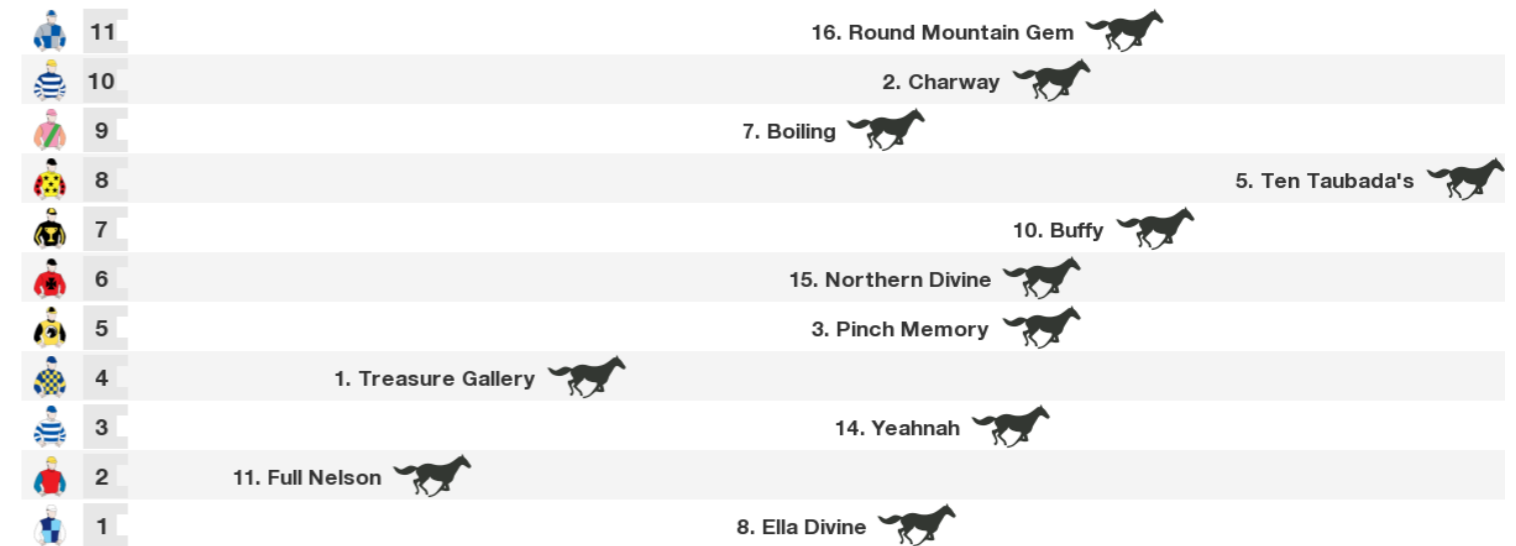 11 16. Round Mountain Gem
10 2. Charway
9 7. Boiling
8 5. Ten Taubada's
7 10. Buffy
6 15. Northern Divine
5 3. Pinch Memory
4 1. Treasure Gallery
3 14. Yeahnah
2 11. Full Nelson
1 8. Ella Divine